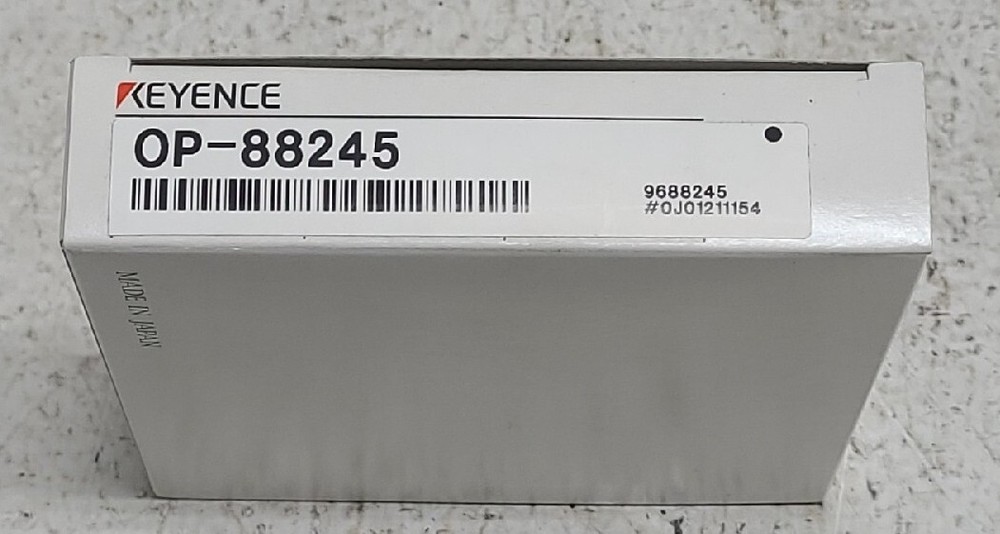 KEYENCE
OP-88245
9688245
#0J01211154
MADE IN JAPAN